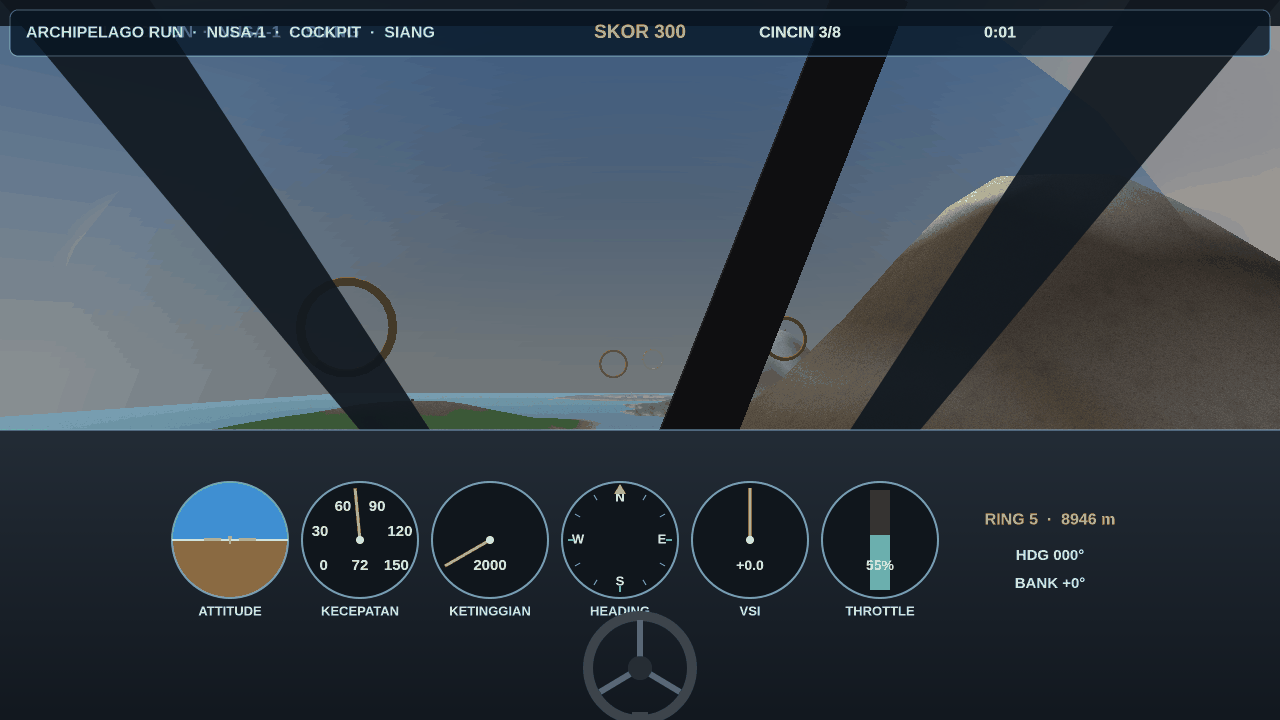 ARCHIPELAGO RUN · NUSA-1 · COCKPIT · SIANG
SKOR 300
CINCIN 3/8
0:01
60 90
30 120
0 72 150
ATTITUDE
KECEPATAN
2000
KETINGGIAN
N
W E
S
HEADING
+0.0
VSI
55%
THROTTLE
RING 5 · 8946 m
HDG 000°
BANK +0°